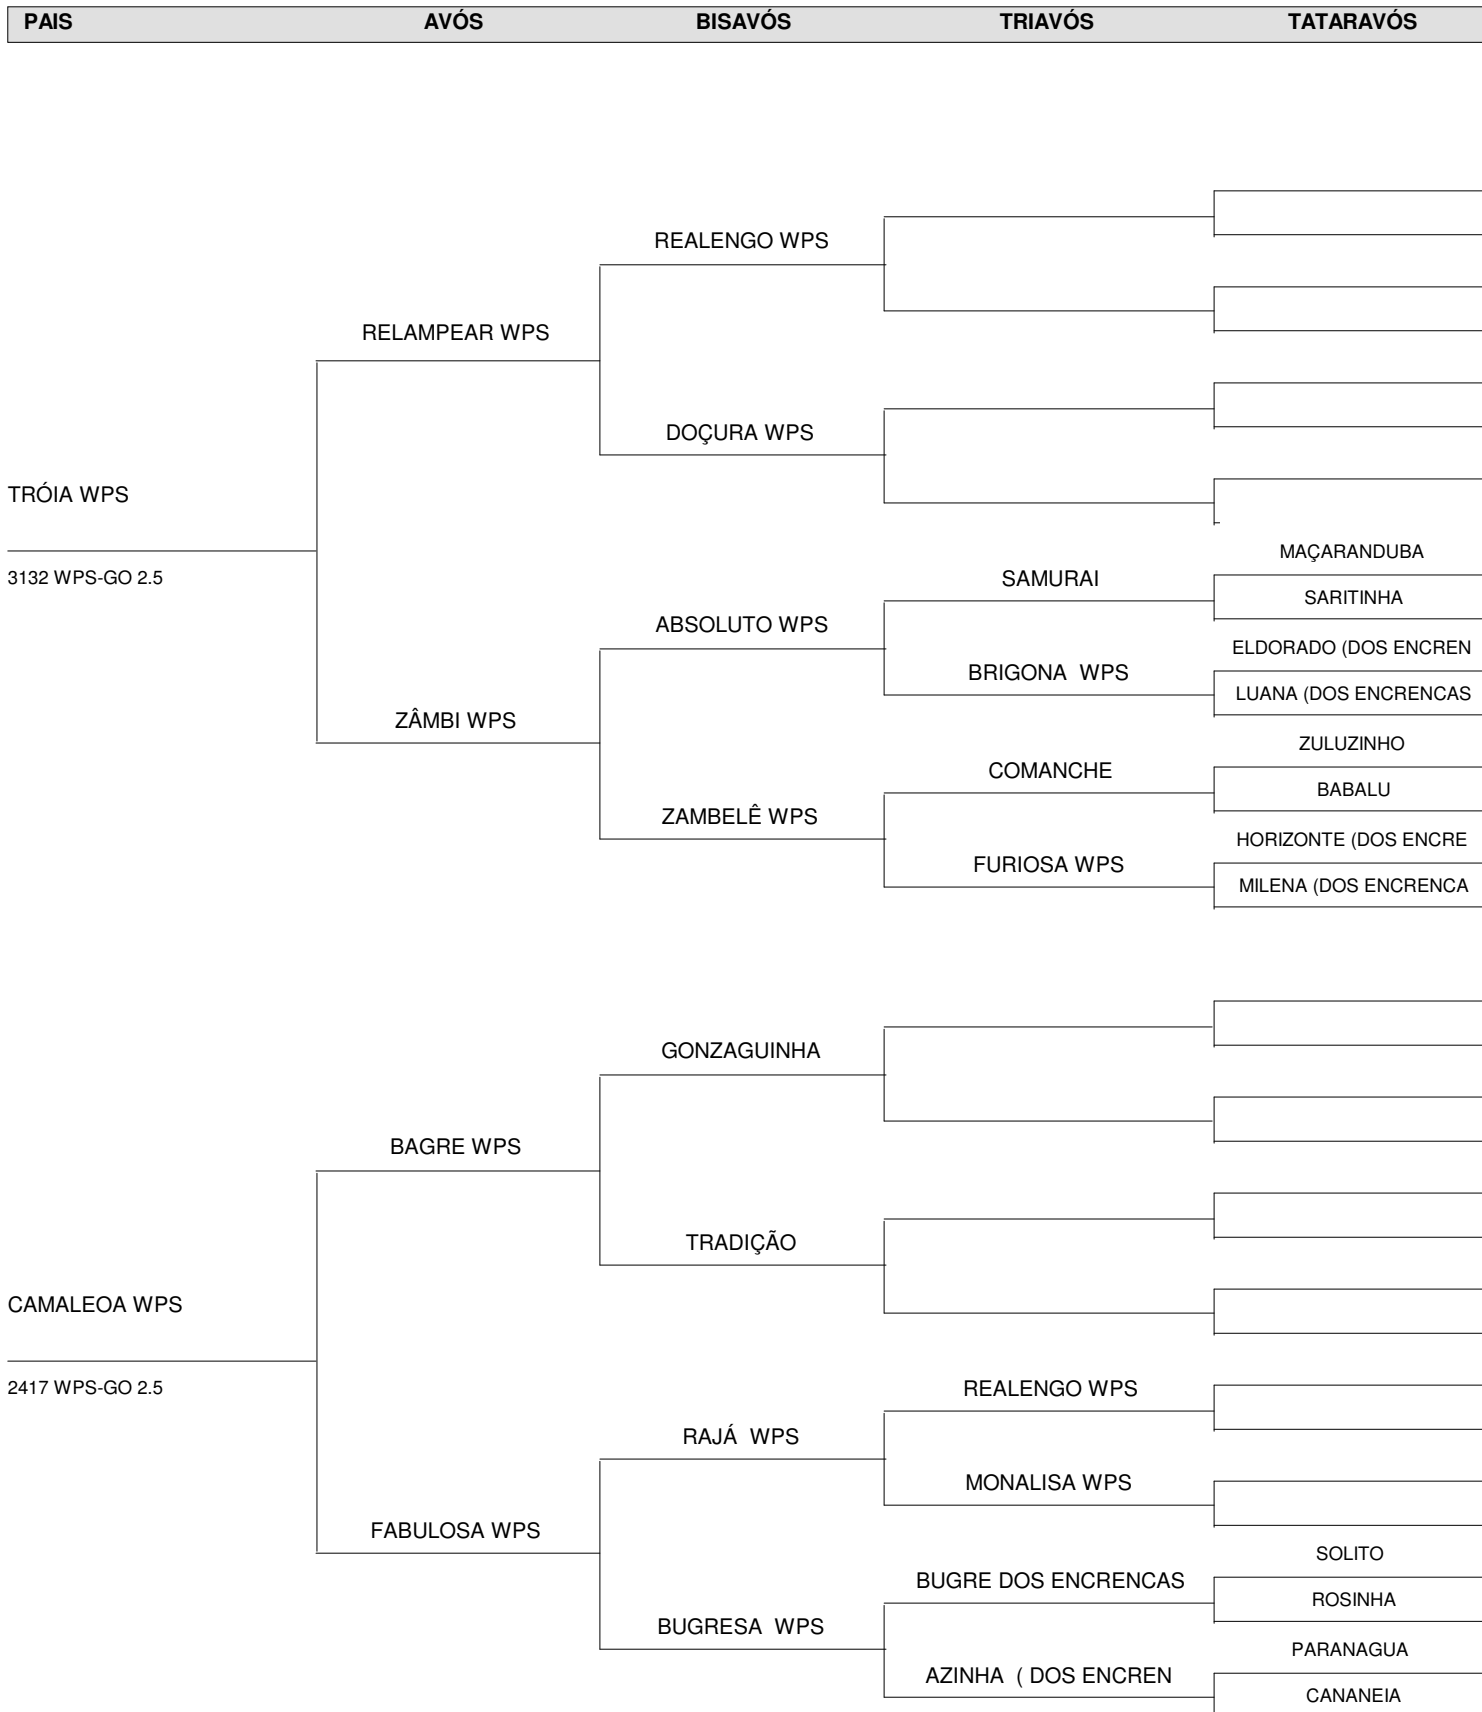 PAIS AVÓS BISAVÓS TRIAVÓS TATARAVÓS
REALENGO WPS
RELAMPEAR WPS
DOÇURA WPS
TRÓIA WPS
MAÇARANDUBA
3132 WPS-GO 2.5
SAMURAI
SARITINHA
ABSOLUTO WPS
ELDORADO (DOS ENCREN
BRIGONA  WPS
LUANA (DOS ENCRENCAS
ZÂMBI WPS
ZULUZINHO
COMANCHE
BABALU
ZAMBELÊ WPS
HORIZONTE (DOS ENCRE
FURIOSA WPS
MILENA (DOS ENCRENCA
GONZAGUINHA
BAGRE WPS
TRADIÇÃO
CAMALEOA WPS
2417 WPS-GO 2.5
REALENGO WPS
RAJÁ  WPS
MONALISA WPS
FABULOSA WPS
SOLITO
BUGRE DOS ENCRENCAS
ROSINHA
BUGRESA  WPS
PARANAGUA
AZINHA  ( DOS ENCREN
CANANEIA